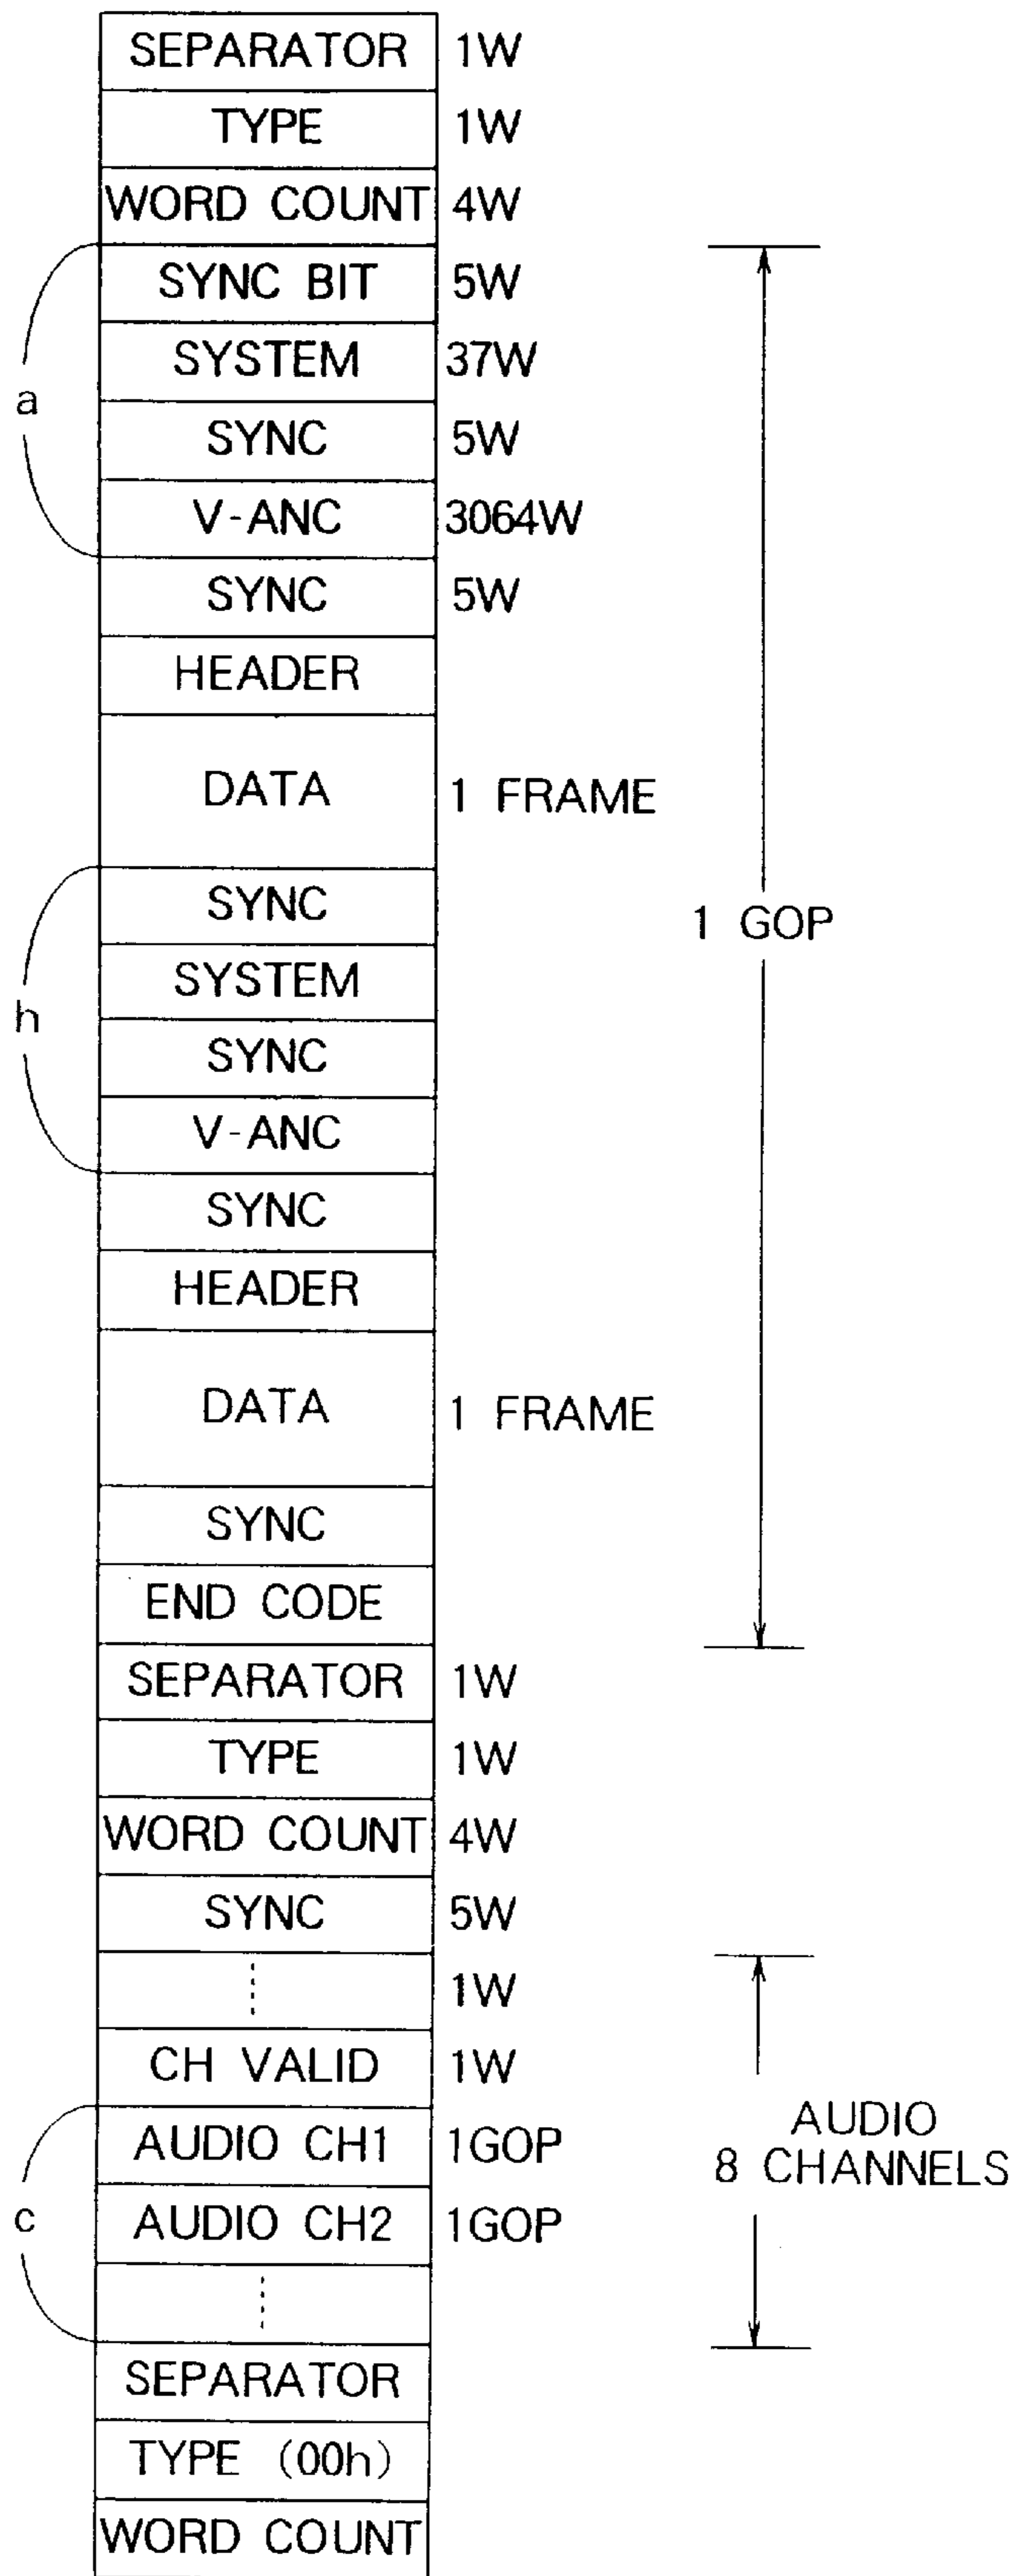 SEPARATOR 1W
TYPE 1W
WORD COUNT 4W
SYNC BIT 5W
SYSTEM 37W
a
SYNC 5W
V-ANC 3064W
SYNC 5W
HEADER
DATA 1 FRAME
SYNC
1 GOP
SYSTEM
h
SYNC
V-ANC
SYNC
HEADER
DATA 1 FRAME
SYNC
END CODE
SEPARATOR 1W
TYPE 1W
WORD COUNT 4W
SYNC 5W
1W
CH VALID 1W
AUDIO CH1 1GOP
AUDIO
8 CHANNELS
c
AUDIO CH2 1GOP
SEPARATOR
TYPE (00h)
WORD COUNT